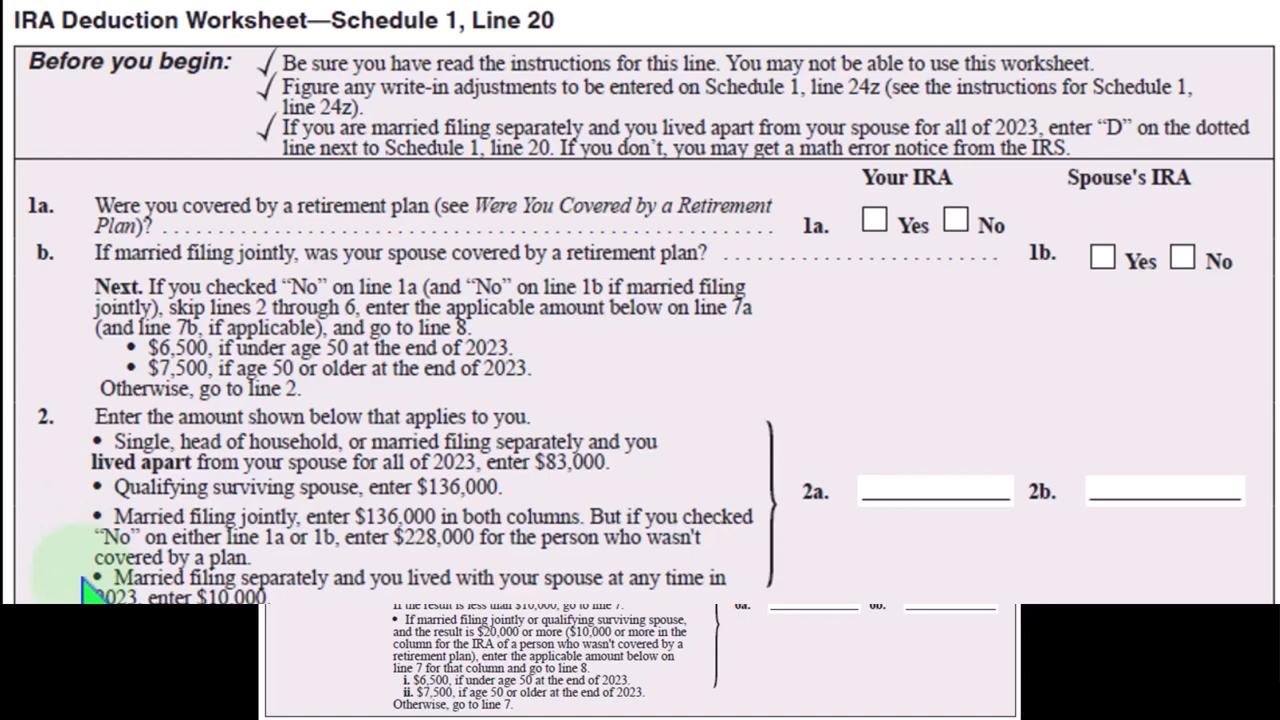 IRA Deduction Worksheet—Schedule 1, Line 20
Before you begin:
✓ Be sure you have read the instructions for this line. You may not be able to use this worksheet.
✓ Figure any write-in adjustments to be entered on Schedule 1, line 24z (see the instructions for Schedule 1,
line 24z).
✓ If you are married filing separately and you lived apart from your spouse for all of 2023, enter “D” on the dotted
line next to Schedule 1, line 20. If you don’t, you may get a math error notice from the IRS.
Your IRA Spouse's IRA
1a. Were you covered by a retirement plan (see Were You Covered by a Retirement
Plan)? . . . . . . . . . . . . . . . . . . . . . . . . . . . . . . 1a. Yes No
b. If married filing jointly, was your spouse covered by a retirement plan? . . . . . . . . . . . . . . 1b. Yes No
Next. If you checked “No” on line 1a (and “No” on line 1b if married filing
jointly), skip lines 2 through 6, enter the applicable amount below on line 7a
(and line 7b, if applicable), and go to line 8.
• $6,500, if under age 50 at the end of 2023.
• $7,500, if age 50 or older at the end of 2023.
Otherwise, go to line 2.
2. Enter the amount shown below that applies to you.
• Single, head of household, or married filing separately and you
lived apart from your spouse for all of 2023, enter $83,000.
• Qualifying surviving spouse, enter $136,000.
2a. 2b.
• Married filing jointly, enter $136,000 in both columns. But if you checked
“No” on either line 1a or 1b, enter $228,000 for the person who wasn't
covered by a plan.
• Married filing separately and you lived with your spouse at any time in
2023, enter $10,000.
If the result is less than $10,000, go to line 7. 6a. 6b.
• If married filing jointly or qualifying surviving spouse,
and the result is $20,000 or more ($10,000 or more in the
column for the IRA of a person who wasn't covered by a
retirement plan), enter the applicable amount below on
line 7 for that column and go to line 8.
i. $6,500, if under age 50 at the end of 2023.
ii. $7,500, if age 50 or older at the end of 2023.
Otherwise, go to line 7.